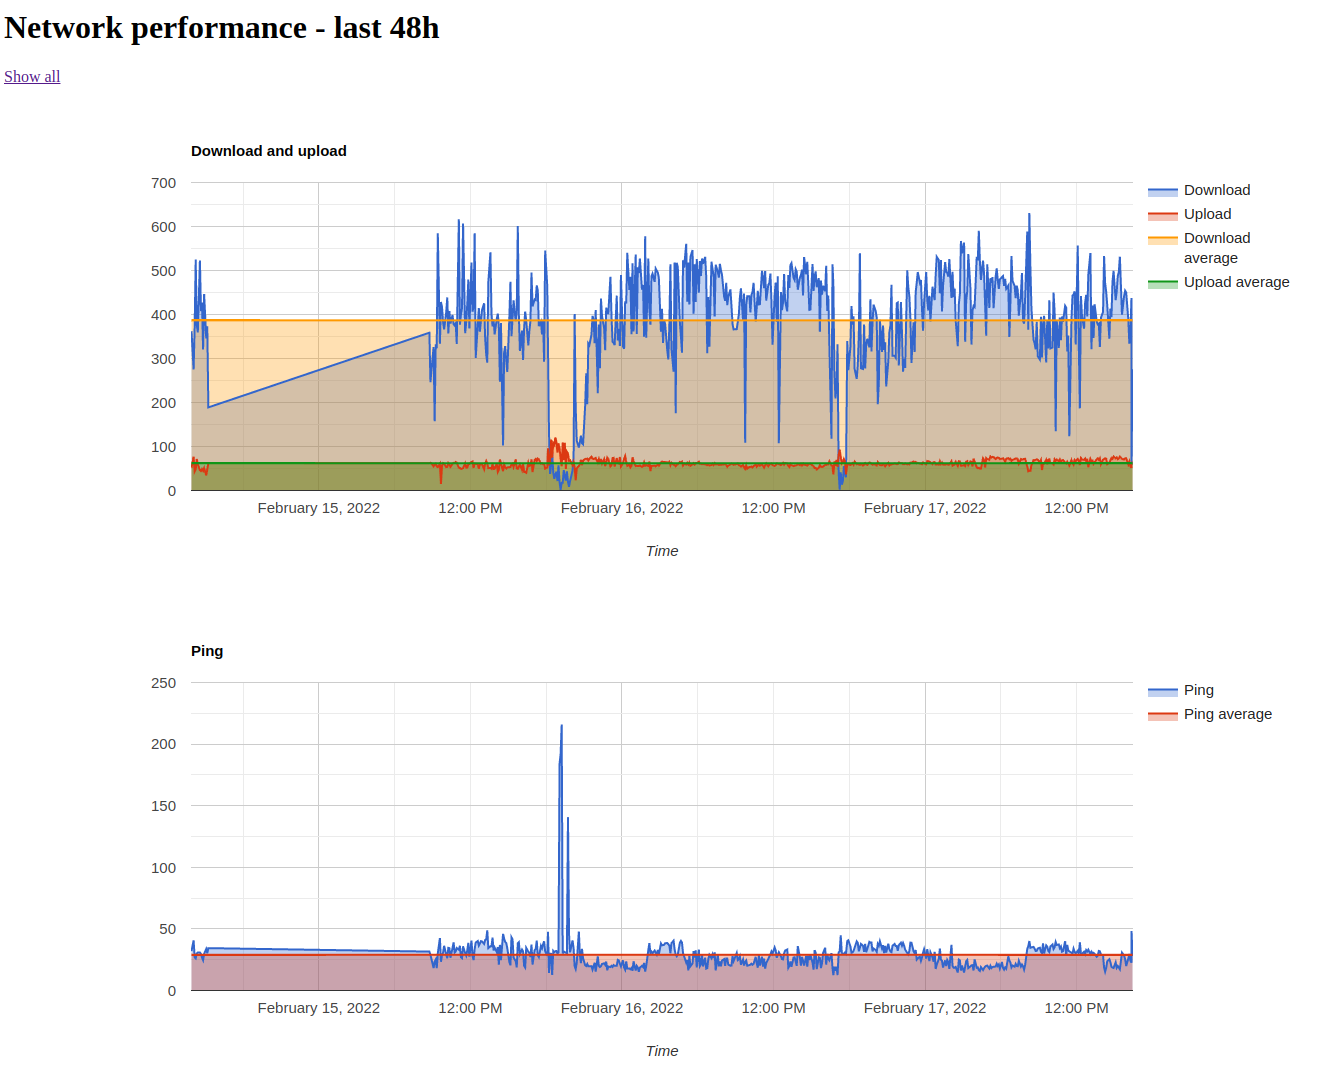 Network performance - last 48h
Show all
Download and upload
700
600
500
400
300
200
100
0
February 15, 2022
12:00 PM
February 16, 2022
12:00 PM
February 17, 2022
12:00 PM
Time
Download
Upload
Download
average
Upload average
Ping
250
200
150
100
50
0
February 15, 2022
12:00 PM
February 16, 2022
12:00 PM
February 17, 2022
12:00 PM
Time
Ping
Ping average